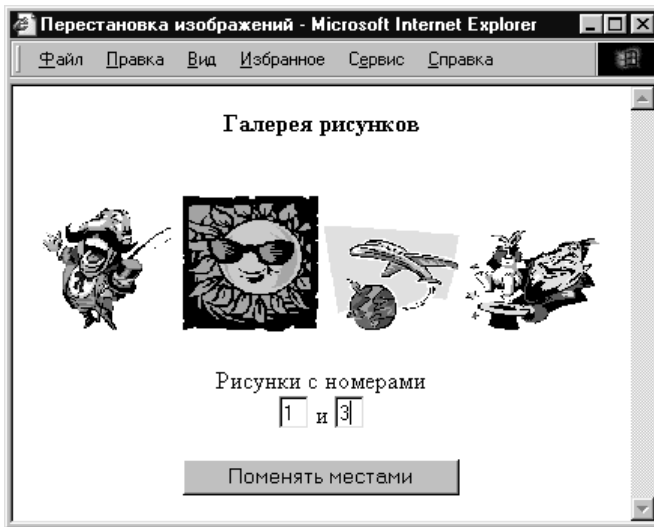 Перестановка изображений - Microsoft Internet Explorer
Файл Правка Вид Избранное Сервис Справка
Галерея рисунков
Рисунки с номерами
1 и 3
Поменять местами